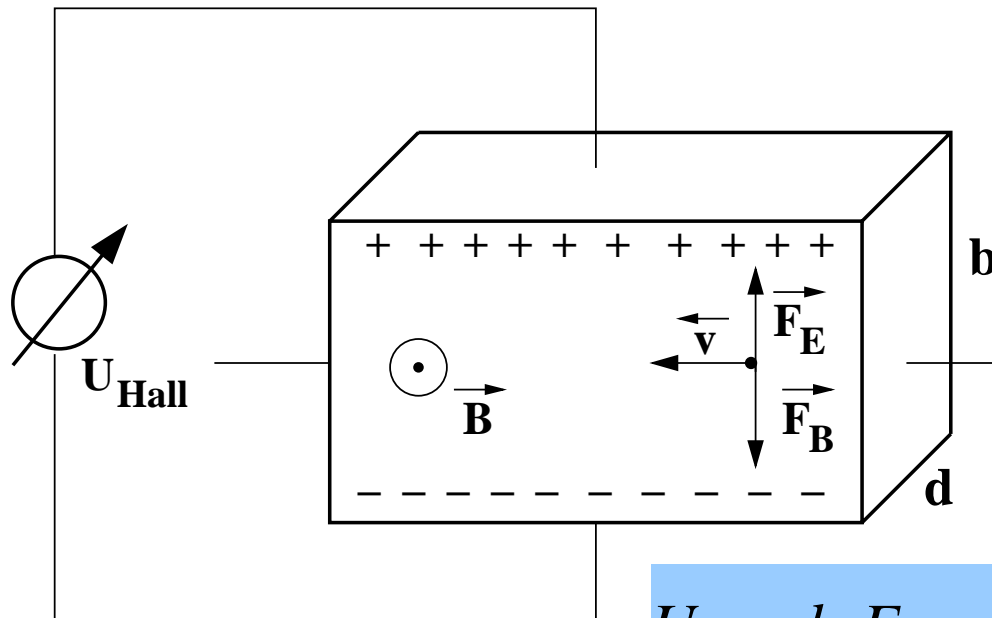 + + + + + + + + + +
b
F_E
v
U_Hall
B
F_B
– – – – – – – – – –
d